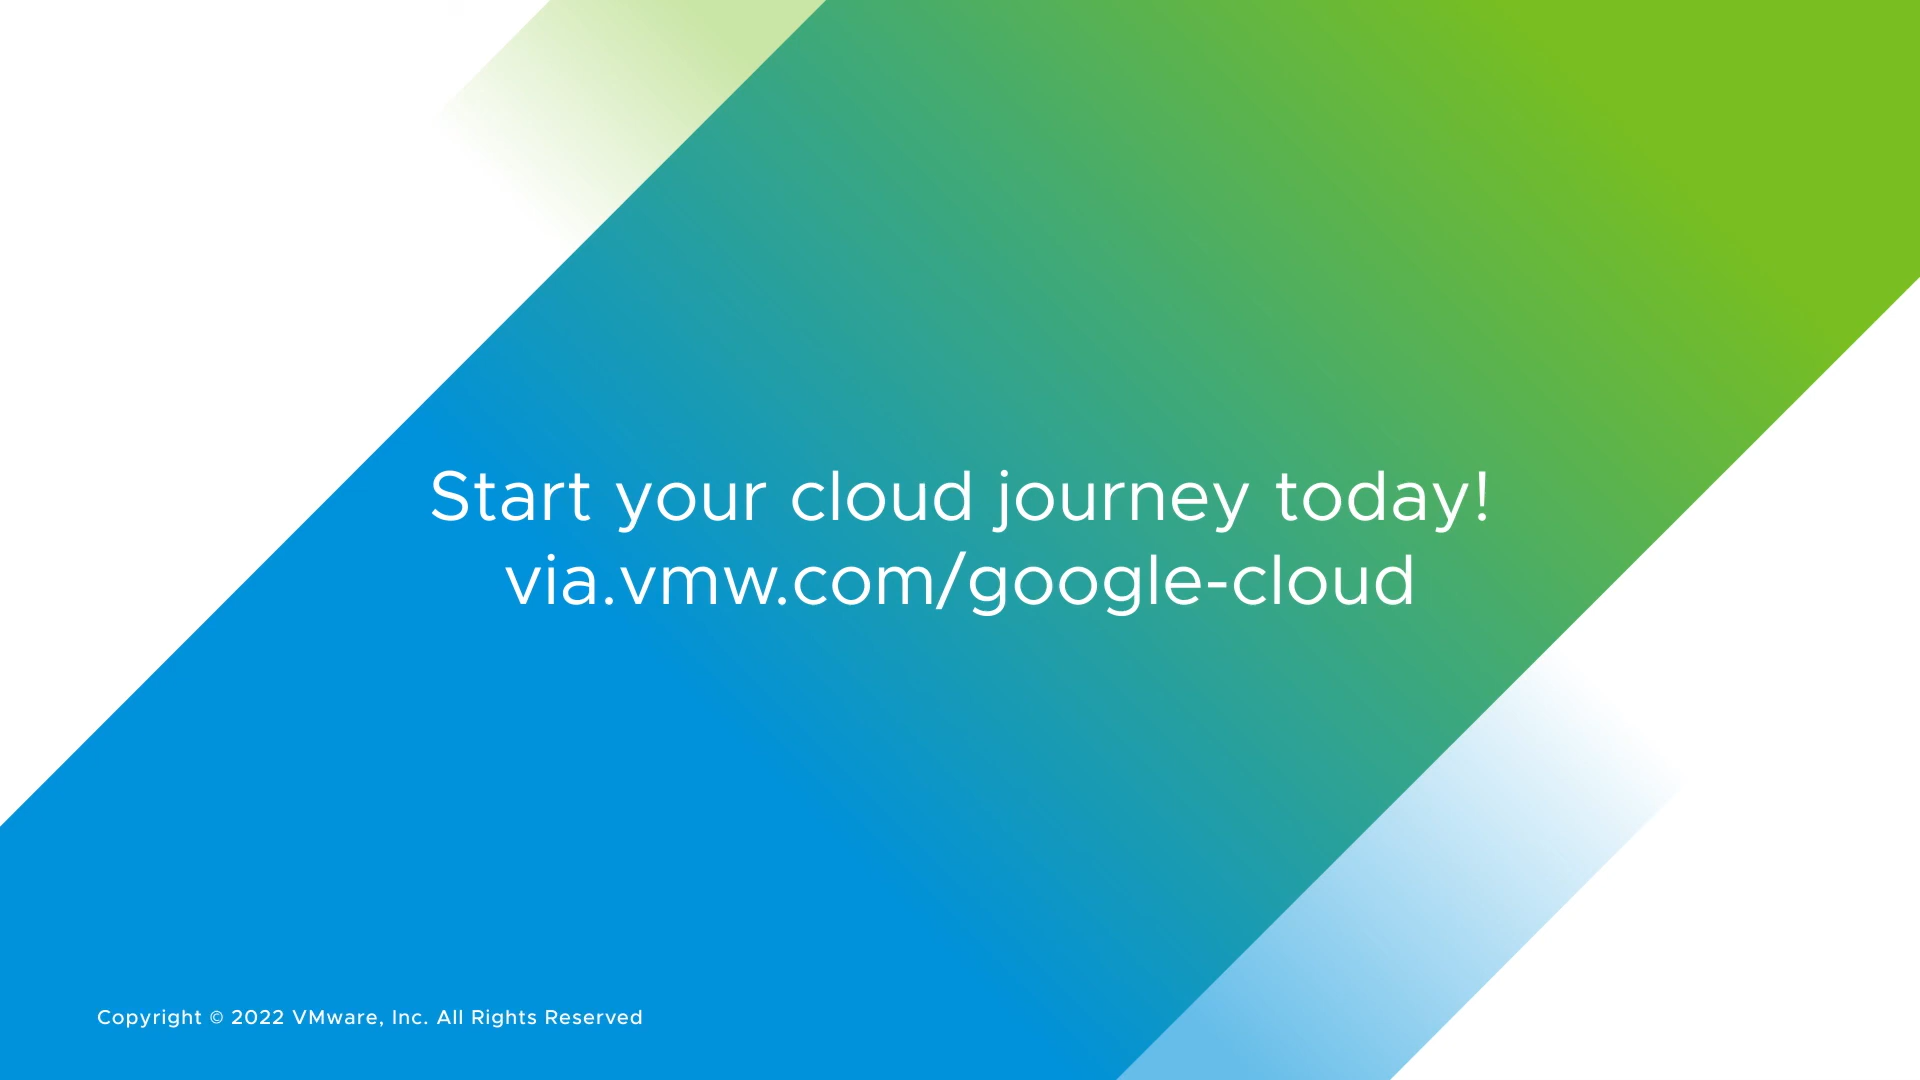 Start your cloud journey today!
via.vmw.com/google-cloud
Copyright © 2022 VMware, Inc. All Rights Reserved